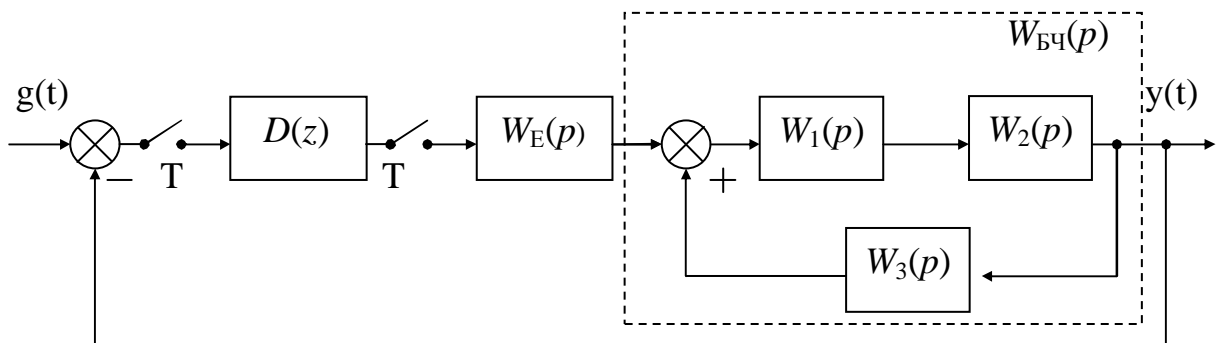 W_БЧ(p)
g(t)
y(t)
D(z)
W_E(p)
W_1(p)
W_2(p)
–
T
T
+
W_3(p)